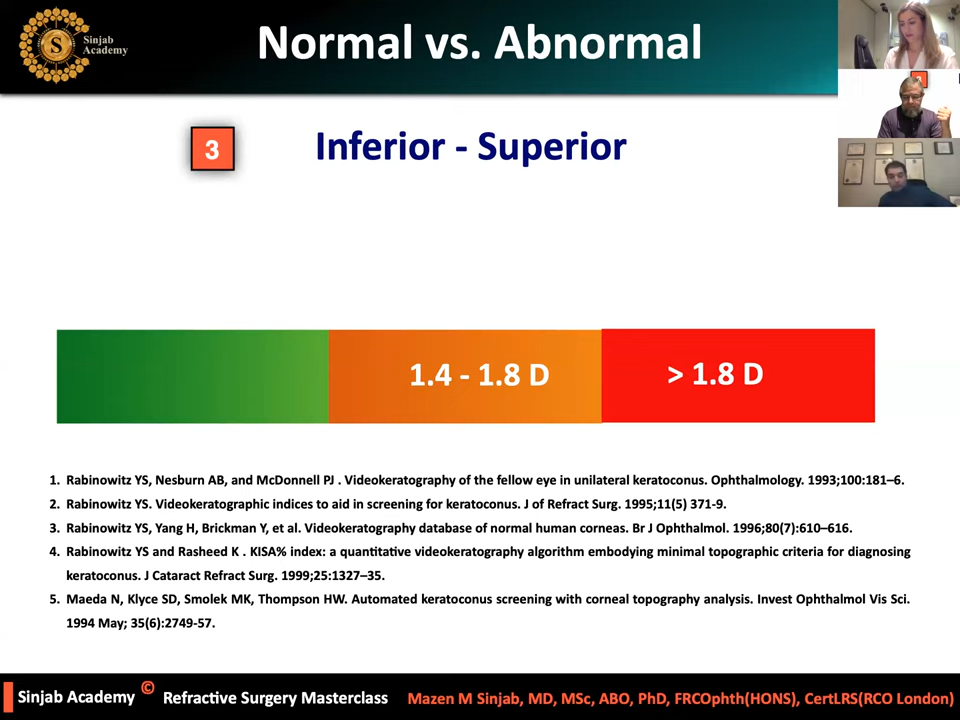 Sinjab
Academy
Normal vs. Abnormal
3
Inferior - Superior
1.4 - 1.8 D
> 1.8 D
1. Rabinowitz YS, Nesburn AB, and McDonnell PJ . Videokeratography of the fellow eye in unilateral keratoconus. Ophthalmology. 1993;100:181–6.
2. Rabinowitz YS. Videokeratographic indices to aid in screening for keratoconus. J of Refract Surg. 1995;11(5) 371-9.
3. Rabinowitz YS, Yang H, Brickman Y, et al. Videokeratography database of normal human corneas. Br J Ophthalmol. 1996;80(7):610–616.
4. Rabinowitz YS and Rasheed K . KISA% index: a quantitative videokeratography algorithm embodying minimal topographic criteria for diagnosing
keratoconus. J Cataract Refract Surg. 1999;25:1327–35.
5. Maeda N, Klyce SD, Smolek MK, Thompson HW. Automated keratoconus screening with corneal topography analysis. Invest Ophthalmol Vis Sci.
1994 May; 35(6):2749-57.
Sinjab Academy © Refractive Surgery Masterclass Mazen M Sinjab, MD, MSc, ABO, PhD, FRCOphth(HONS), CertLRS(RCO London)